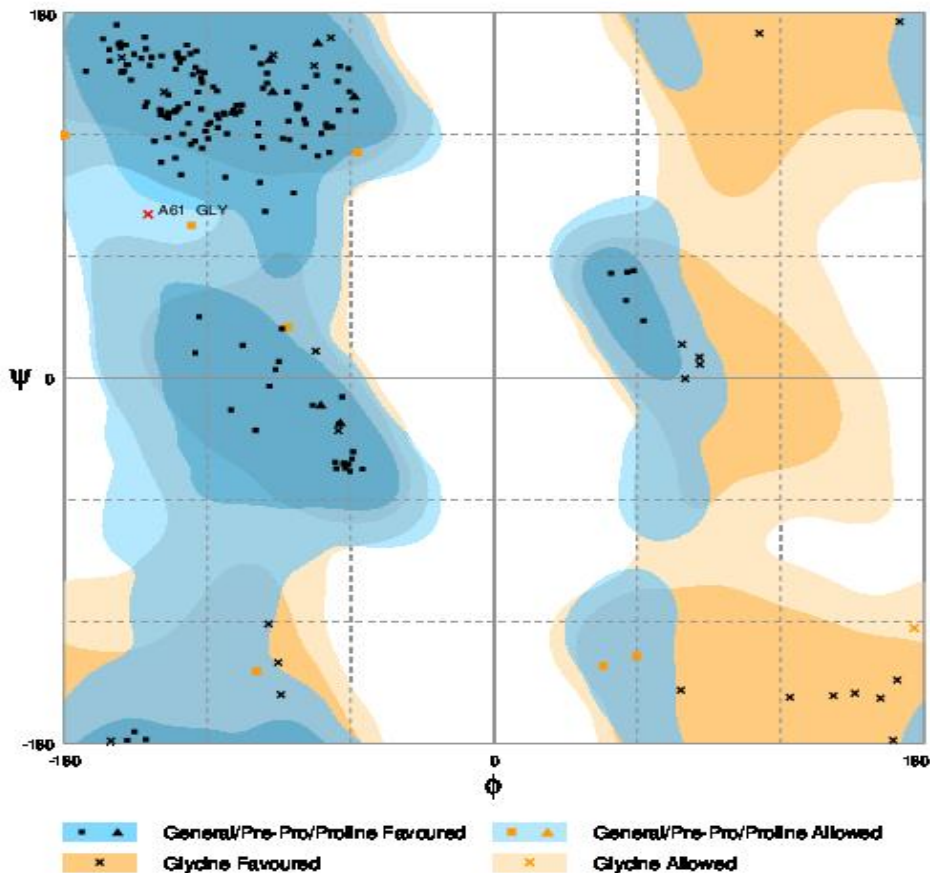 180
A61 GLY
Ψ 0
-180
-180 0 180
Φ
General/Pre-Pro/Proline Favoured General/Pre-Pro/Proline Allowed
Glycine Favoured Glycine Allowed